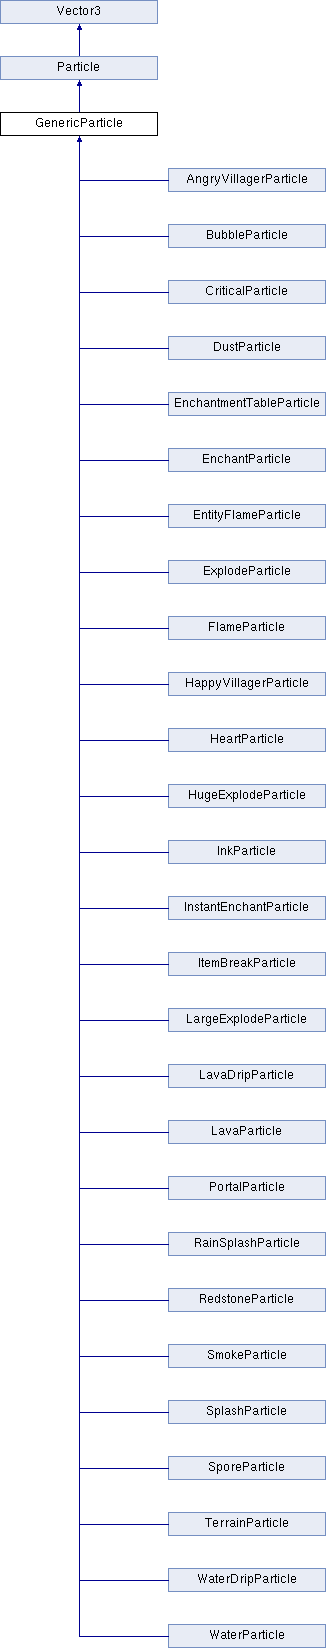 Vector3
Particle
GenericParticle
AngryVillagerParticle
BubbleParticle
CriticalParticle
DustParticle
EnchantmentTableParticle
EnchantParticle
EntityFlameParticle
ExplodeParticle
FlameParticle
HappyVillagerParticle
HeartParticle
HugeExplodeParticle
InkParticle
InstantEnchantParticle
ItemBreakParticle
LargeExplodeParticle
LavaDripParticle
LavaParticle
PortalParticle
RainSplashParticle
RedstoneParticle
SmokeParticle
SplashParticle
SporeParticle
TerrainParticle
WaterDripParticle
WaterParticle